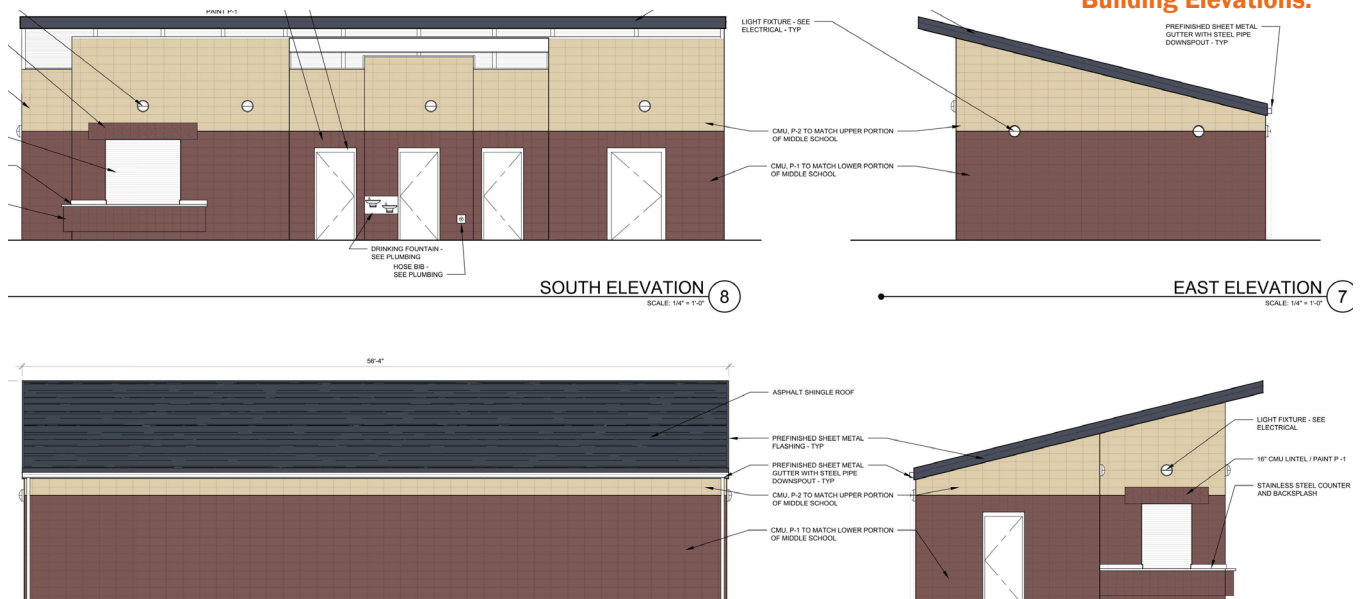 Building Elevations.
PAINT P-1
LIGHT FIXTURE - SEE
ELECTRICAL - TYP
PREFINISHED SHEET METAL
GUTTER WITH STEEL PIPE
DOWNSPOUT - TYP
CMU, P-2 TO MATCH UPPER PORTION
OF MIDDLE SCHOOL
CMU, P-1 TO MATCH LOWER PORTION
OF MIDDLE SCHOOL
DRINKING FOUNTAIN -
SEE PLUMBING
HOSE BIB -
SEE PLUMBING
SOUTH ELEVATION
SCALE: 1/4" = 1'-0"
8
EAST ELEVATION
SCALE: 1/4" = 1'-0"
7
56'-4"
ASPHALT SHINGLE ROOF
PREFINISHED SHEET METAL
FLASHING - TYP
PREFINISHED SHEET METAL
GUTTER WITH STEEL PIPE
DOWNSPOUT - TYP
CMU, P-2 TO MATCH UPPER PORTION
OF MIDDLE SCHOOL
CMU, P-1 TO MATCH LOWER PORTION
OF MIDDLE SCHOOL
LIGHT FIXTURE - SEE
ELECTRICAL
16" CMU LINTEL / PAINT P -1
STAINLESS STEEL COUNTER
AND BACKSPLASH